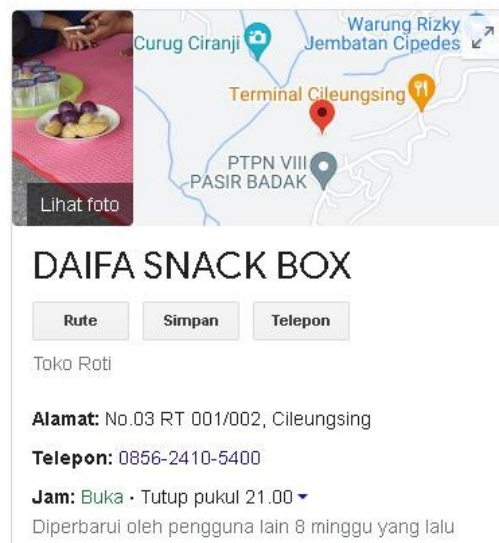 Warung Rizky
Jembatan Cipedes
Curug Ciranji
Terminal Cileungsing
PTPN VIII
PASIR BADAK
Lihat foto
DAIFA SNACK BOX
Rute Simpan Telepon
Toko Roti
Alamat: No.03 RT 001/002, Cileungsing
Telepon: 0856-2410-5400
Jam: Buka · Tutup pukul 21.00
Diperbarui oleh pengguna lain 8 minggu yang lalu